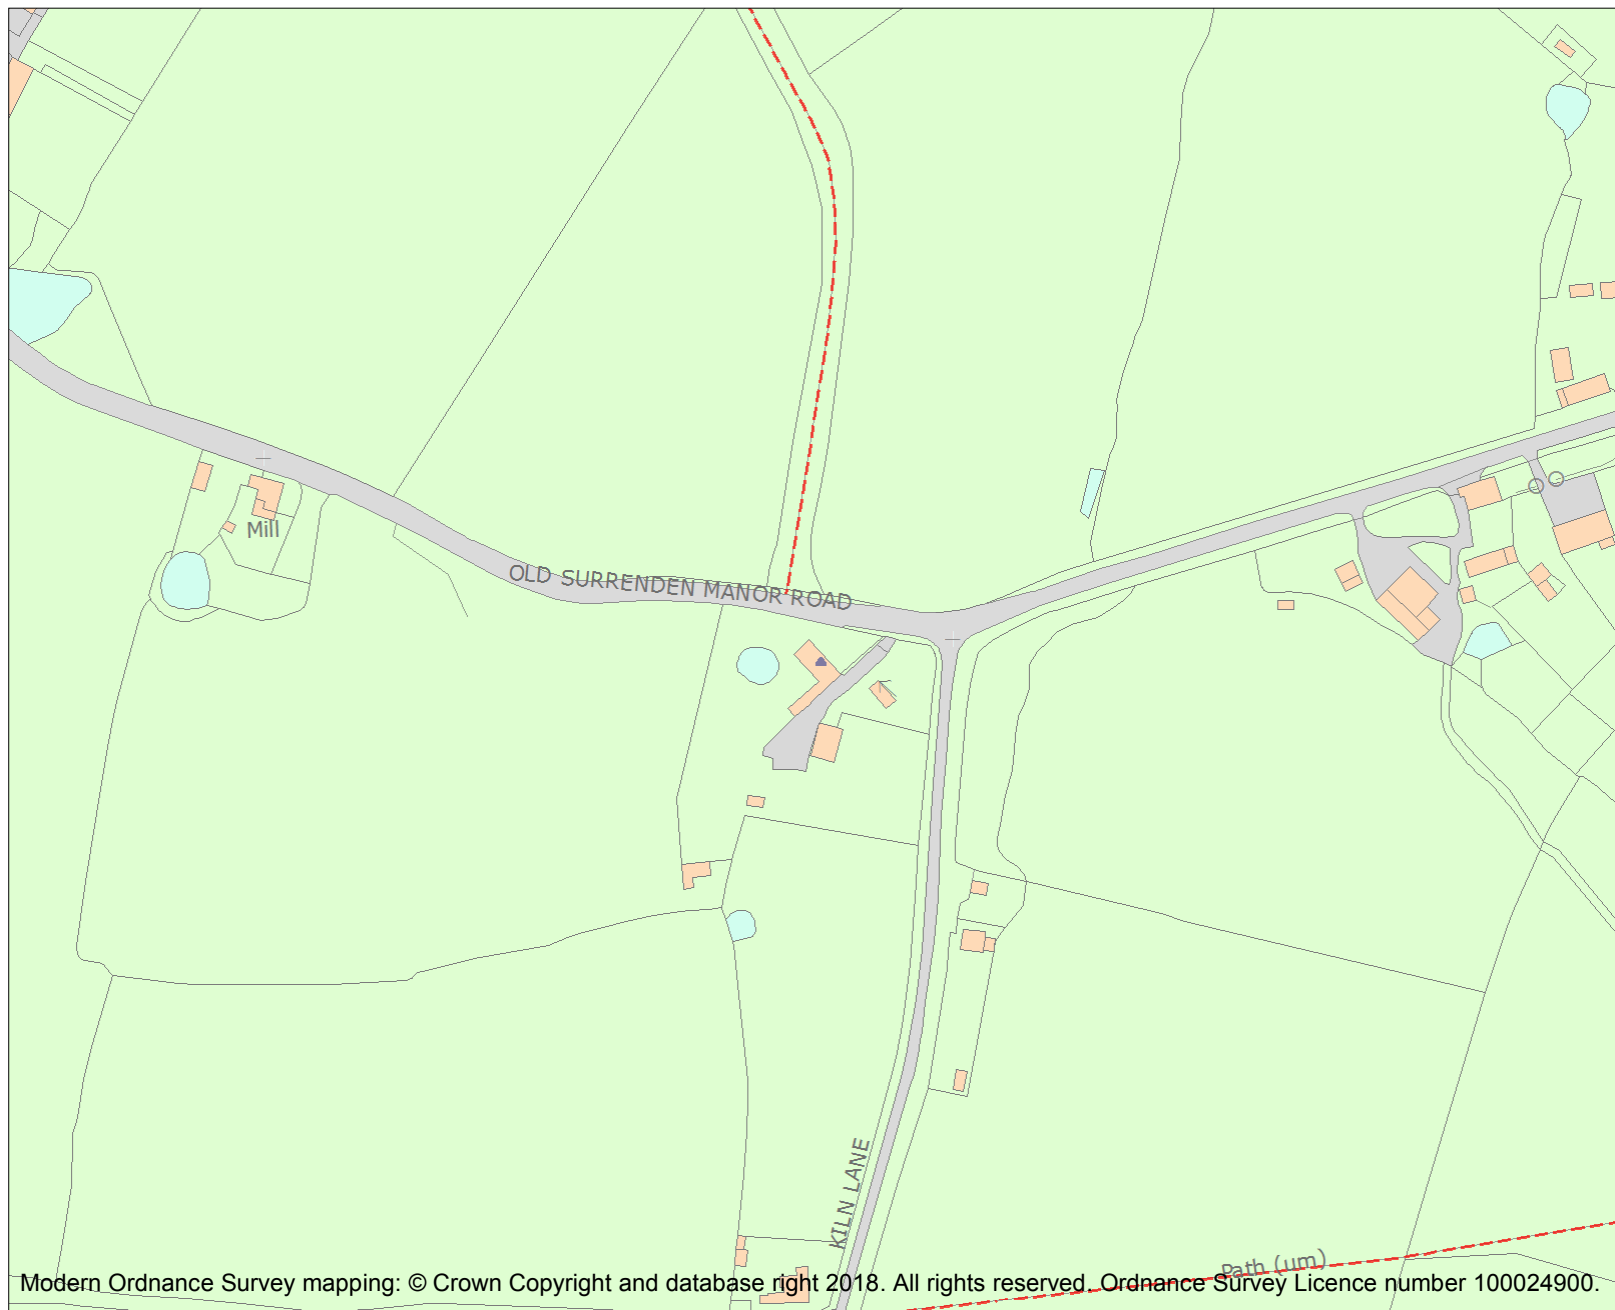 Mill
OLD SURRENDEN MANOR ROAD
KILN LANE
Path (um)
Modern Ordnance Survey mapping: © Crown Copyright and database right 2018. All rights reserved. Ordnance Survey Licence number 100024900.